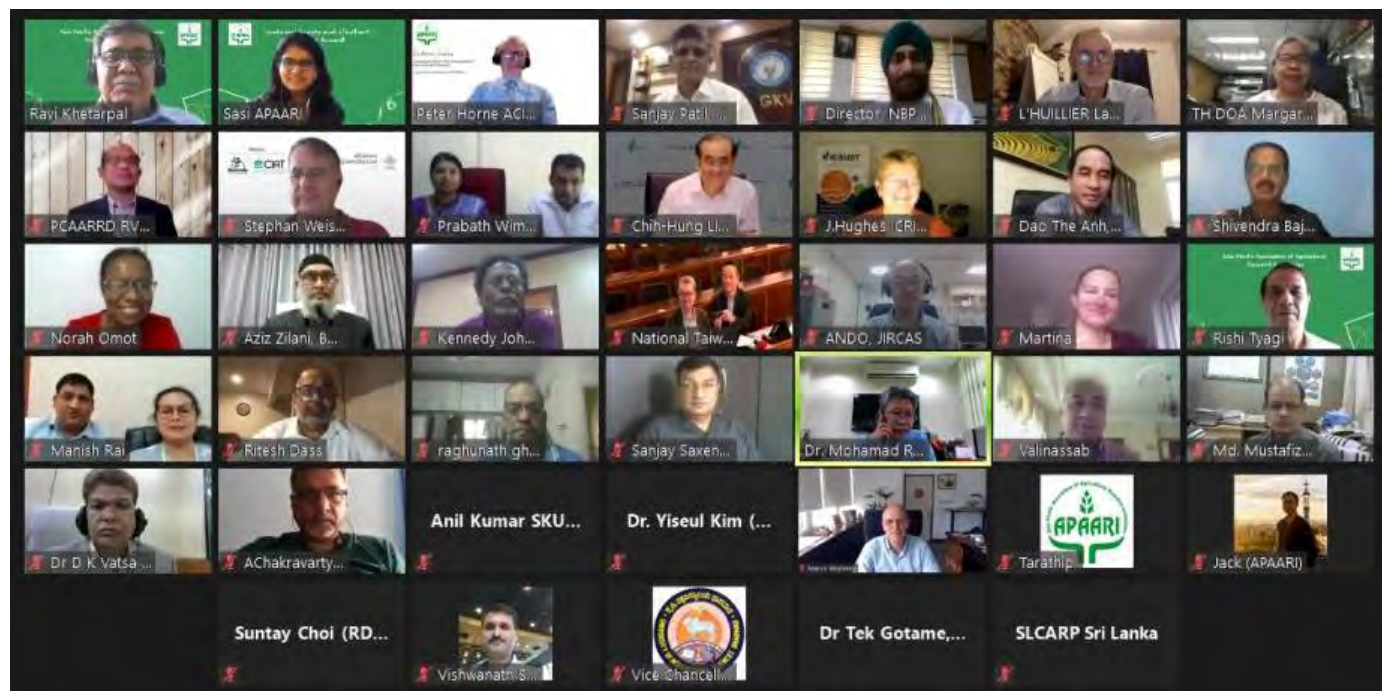 Ravi Khetarpal
Sasi APAARI
APAARI
Peter Horne ACI...
GKV
Sanjay Patil
Director NBP...
L'HUILLIER La...
TH DOA Margar...
PCAARRD RV...
CIAT
Stephan Weis...
Prabath Wim...
Chih-Hung LI...
J.Hughes ICRI...
Dao The Anh,...
Shivendra Baj...
Norah Omot
Aziz Zilani, B...
Kennedy Joh...
National Taiw...
ANDO, JIRCAS
Martina
Rishi Tyagi
Manish Rai
Ritesh Dass
raghunath gh...
Sanjay Saxen...
Dr. Mohamad R...
Valinassab
Md. Mustafiz...
Dr D K Vatsa ...
AChakravarty...
Anil Kumar SKU...
Dr. Yiseul Kim (...
APAARI
Tarathip
Jack (APAARI)
Suntay Choi (RD...
Vishwanath S...
Vice Chancell...
Dr Tek Gotame,...
SLCARP Sri Lanka